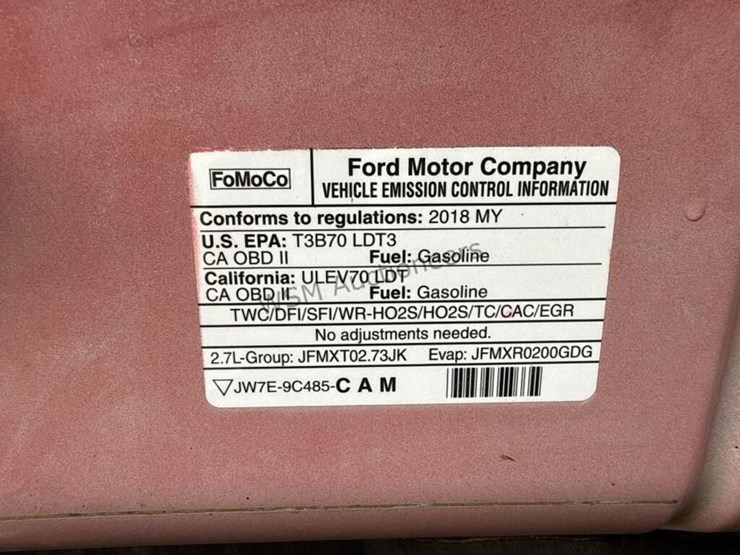 FoMoCo
Ford Motor Company
VEHICLE EMISSION CONTROL INFORMATION
Conforms to regulations: 2018 MY
U.S. EPA: T3B70 LDT3
CA OBD II Fuel: Gasoline
California: ULEV70 LDT
CA OBD II Fuel: Gasoline
WSM Auctioneers
TWC/DFI/SFI/WR-HO2S/HO2S/TC/CAC/EGR
No adjustments needed.
2.7L-Group: JFMXT02.73JK Evap: JFMXR0200GDG
▽JW7E-9C485-C A M